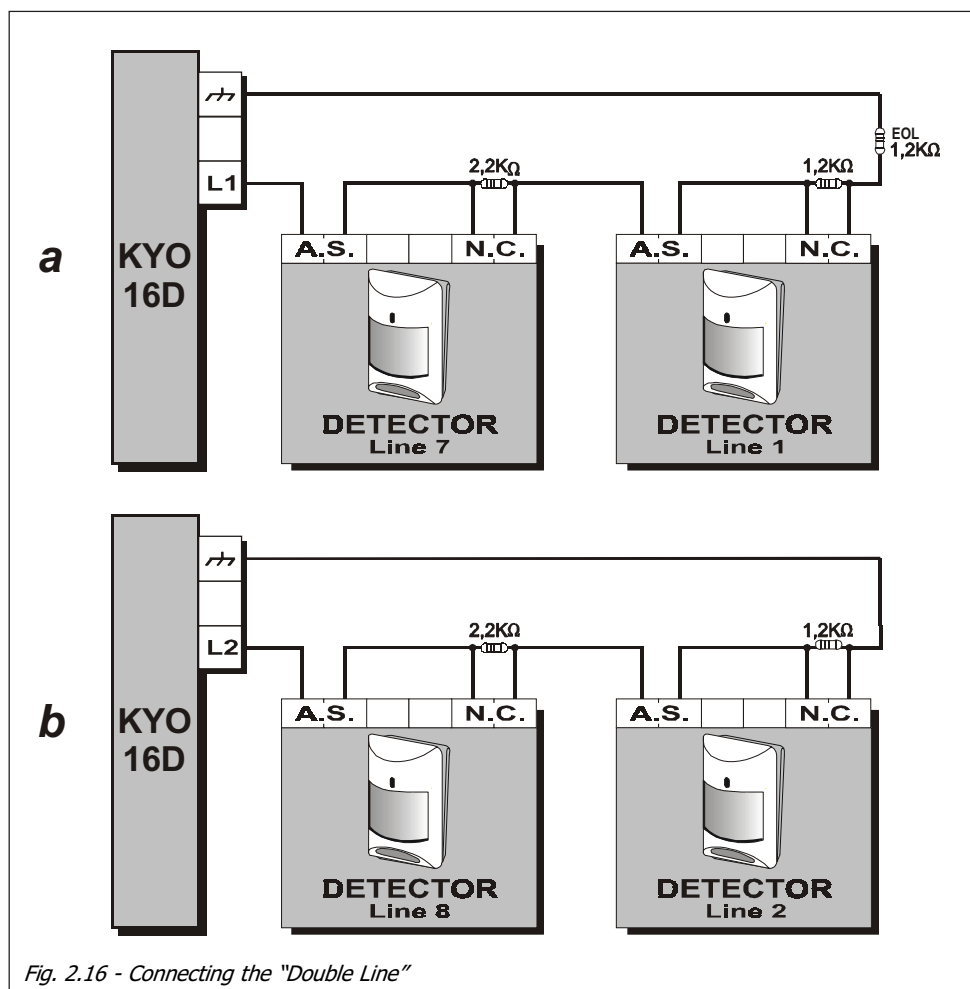 EOL
1,2KΩ
2,2KΩ
1,2KΩ
L1
a
KYO
16D
A.S.
N.C.
A.S.
N.C.
DETECTOR
Line 7
DETECTOR
Line 1
2,2KΩ
1,2KΩ
L2
b
KYO
16D
A.S.
N.C.
A.S.
N.C.
DETECTOR
Line 8
DETECTOR
Line 2
Fig. 2.16 - Connecting the "Double Line"